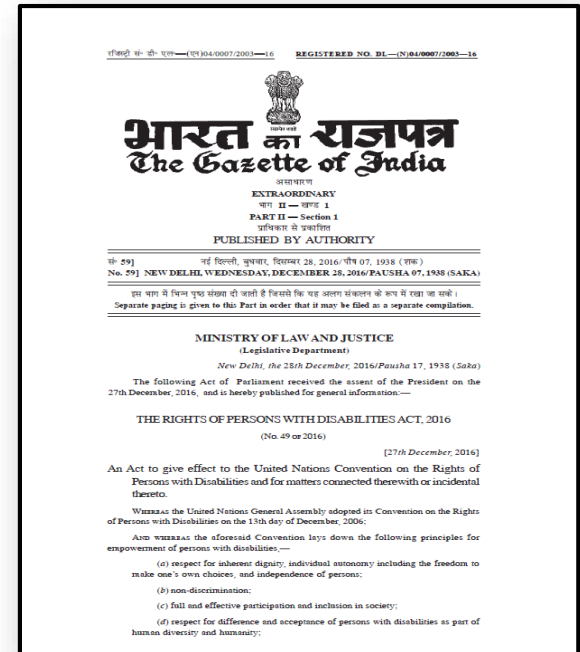 रजिस्ट्री सं॰ डी॰ एल॰—(एन)04/0007/2003—16 REGISTERED NO. DL—(N)04/0007/2003—16
भारत का राजपत्र
The Gazette of India
असाधारण
EXTRAORDINARY
भाग II — खण्ड 1
PART II — Section 1
प्राधिकार से प्रकाशित
PUBLISHED BY AUTHORITY
सं॰ 59] नई दिल्ली, बुधवार, दिसम्बर 28, 2016/पौष 07, 1938 (शक)
No. 59] NEW DELHI, WEDNESDAY, DECEMBER 28, 2016/PAUSHA 07, 1938 (SAKA)
इस भाग में भिन्न पृष्ठ संख्या दी जाती है जिससे कि यह अलग संकलन के रूप में रखा जा सके।
Separate paging is given to this Part in order that it may be filed as a separate compilation.
MINISTRY OF LAW AND JUSTICE
(Legislative Department)
New Delhi, the 28th December, 2016/Pausha 17, 1938 (Saka)
The following Act of Parliament received the assent of the President on the
27th December, 2016, and is hereby published for general information:—
THE RIGHTS OF PERSONS WITH DISABILITIES ACT, 2016
(No. 49 of 2016)
[27th December, 2016]
An Act to give effect to the United Nations Convention on the Rights of
Persons with Disabilities and for matters connected therewith or incidental
thereto.
WHEREAS the United Nations General Assembly adopted its Convention on the Rights
of Persons with Disabilities on the 13th day of December, 2006;
AND WHEREAS the aforesaid Convention lays down the following principles for
empowerment of persons with disabilities,—
(a) respect for inherent dignity, individual autonomy including the freedom to
make one's own choices, and independence of persons;
(b) non-discrimination;
(c) full and effective participation and inclusion in society;
(d) respect for difference and acceptance of persons with disabilities as part of
human diversity and humanity;